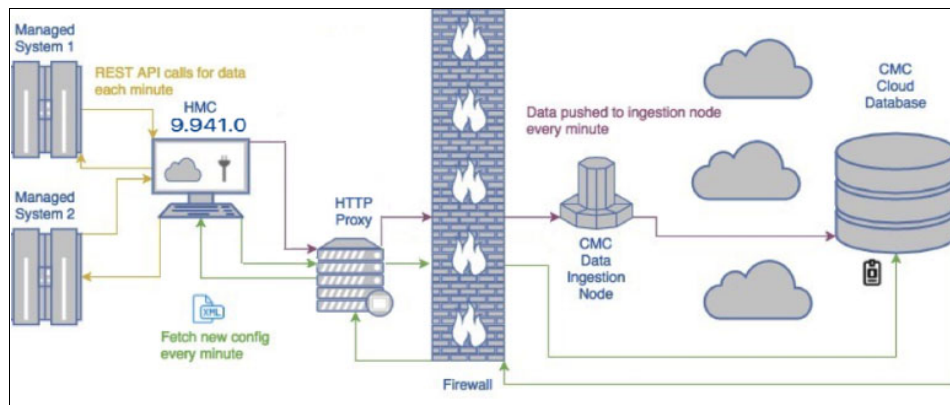 Managed
System 1
REST API calls for data
each minute
HMC
9.941.0
Managed
System 2
XML
Fetch new config
every minute
HTTP
Proxy
Firewall
Data pushed to ingestion node
every minute
CMC
Data
Ingestion
Node
CMC
Cloud
Database